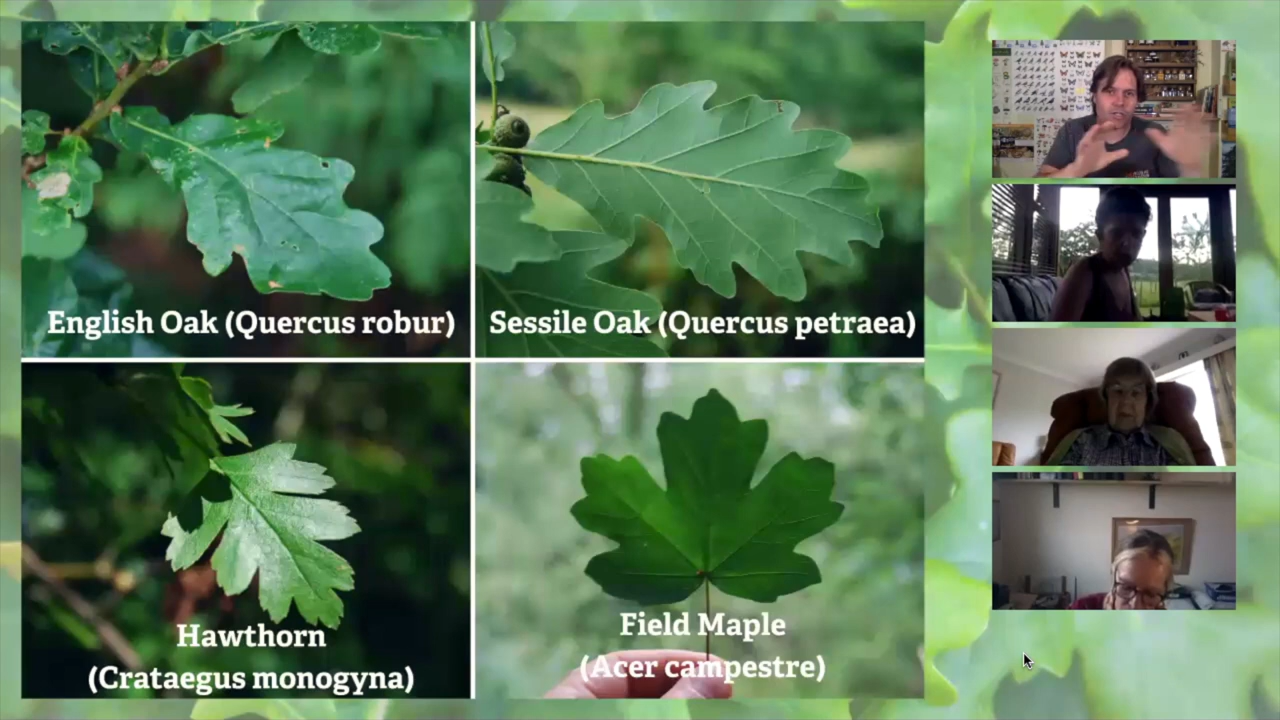 English Oak (Quercus robur)
Sessile Oak (Quercus petraea)
Hawthorn
(Crataegus monogyna)
Field Maple
(Acer campestre)